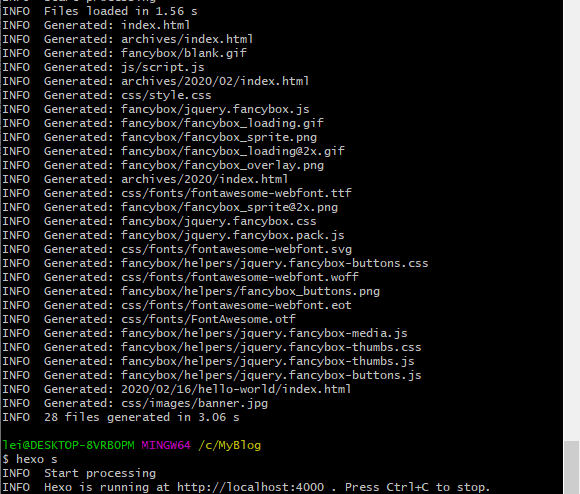 INFO  Files loaded in 1.56 s
INFO  Generated: index.html
INFO  Generated: archives/index.html
INFO  Generated: fancybox/blank.gif
INFO  Generated: js/script.js
INFO  Generated: archives/2020/02/index.html
INFO  Generated: css/style.css
INFO  Generated: fancybox/jquery.fancybox.js
INFO  Generated: fancybox/fancybox_loading.gif
INFO  Generated: fancybox/fancybox_sprite.png
INFO  Generated: fancybox/fancybox_loading@2x.gif
INFO  Generated: fancybox/fancybox_overlay.png
INFO  Generated: archives/2020/index.html
INFO  Generated: css/fonts/fontawesome-webfont.ttf
INFO  Generated: fancybox/fancybox_sprite@2x.png
INFO  Generated: fancybox/jquery.fancybox.css
INFO  Generated: fancybox/jquery.fancybox.pack.js
INFO  Generated: css/fonts/fontawesome-webfont.svg
INFO  Generated: fancybox/helpers/jquery.fancybox-buttons.css
INFO  Generated: css/fonts/fontawesome-webfont.woff
INFO  Generated: fancybox/helpers/fancybox_buttons.png
INFO  Generated: css/fonts/fontawesome-webfont.eot
INFO  Generated: css/fonts/FontAwesome.otf
INFO  Generated: fancybox/helpers/jquery.fancybox-media.js
INFO  Generated: fancybox/helpers/jquery.fancybox-thumbs.css
INFO  Generated: fancybox/helpers/jquery.fancybox-thumbs.js
INFO  Generated: fancybox/helpers/jquery.fancybox-buttons.js
INFO  Generated: 2020/02/16/hello-world/index.html
INFO  Generated: css/images/banner.jpg
INFO  28 files generated in 3.06 s
lei@DESKTOP-8VRBOPM MINGW64 /c/MyBlog
$ hexo s
INFO  Start processing
INFO  Hexo is running at http://localhost:4000 . Press Ctrl+C to stop.